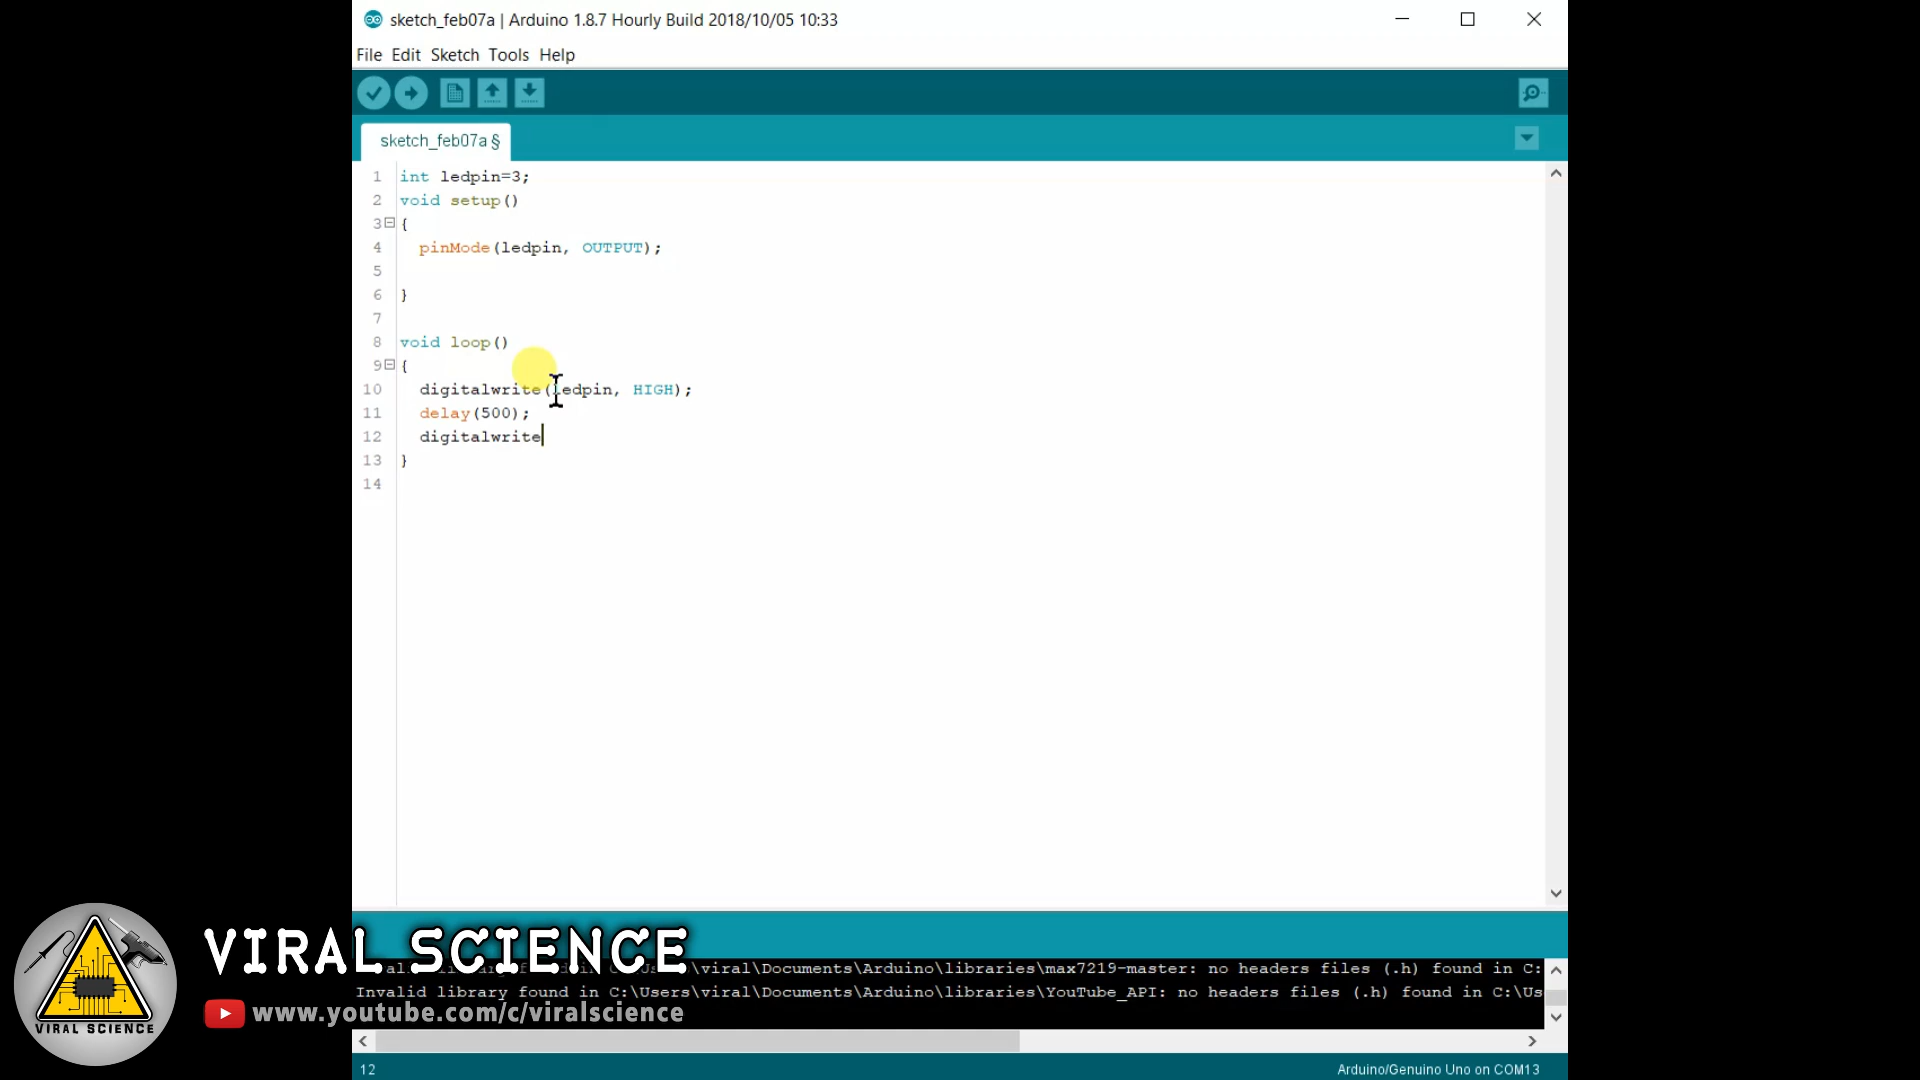 sketch_feb07a | Arduino 1.8.7 Hourly Build 2018/10/05 10:33
File Edit Sketch Tools Help
sketch_feb07a §
1 int ledpin=3;
2 void setup()
3 {
4 pinMode(ledpin, OUTPUT);
5
6 }
7
8 void loop()
9 {
10 digitalwrite(ledpin, HIGH);
11 delay(500);
12 digitalwrite
13 }
14
VIRAL SCIENCE
\viral\Documents\Arduino\libraries\max7219-master: no headers files (.h) found in C:
Invalid library found in C:\Users\viral\Documents\Arduino\libraries\YouTube_API: no headers files (.h) found in C:\Us
www.youtube.com/c/viralscience
VIRAL SCIENCE
12
Arduino/Genuino Uno on COM13